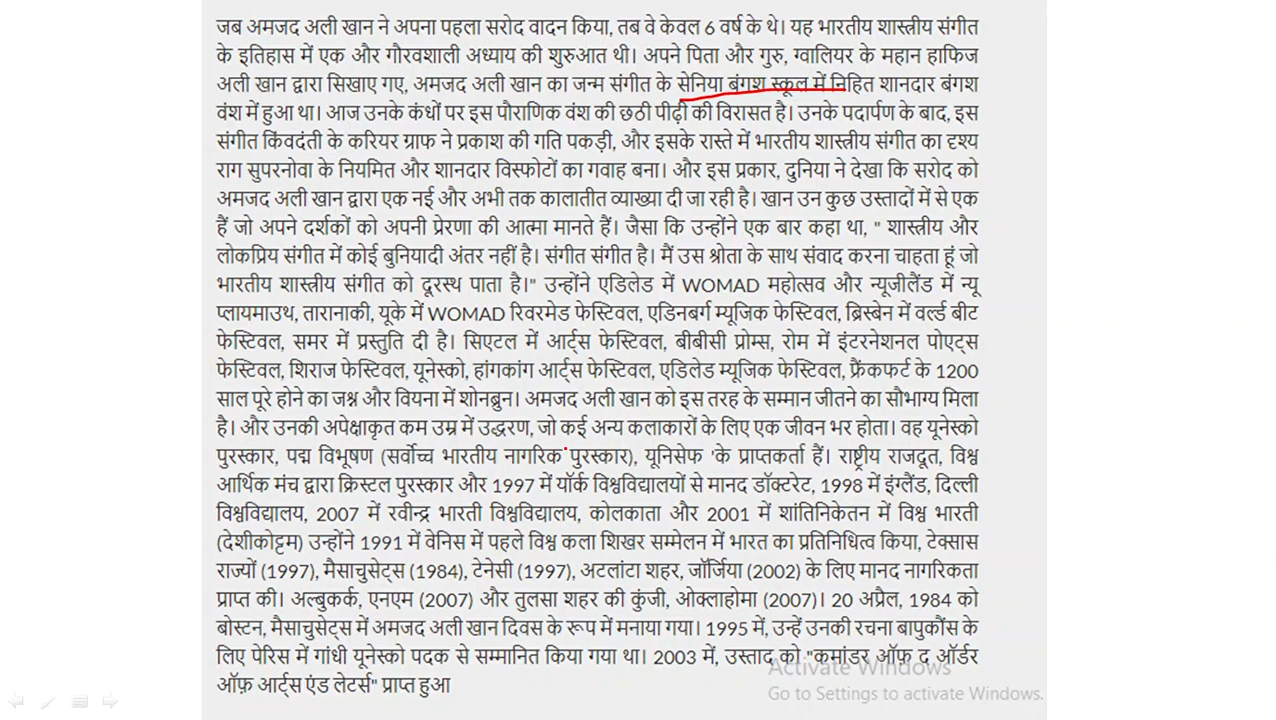 जब अमजद अली खान ने अपना पहला सरोद वादन किया, तब वे केवल 6 वर्ष के थे। यह भारतीय शास्त्रीय संगीत
के इतिहास में एक और गौरवशाली अध्याय की शुरुआत थी। अपने पिता और गुरु, ग्वालियर के महान हाफिज
अली खान द्वारा सिखाए गए, अमजद अली खान का जन्म संगीत के सेनिया बंगश स्कूल में निहित शानदार बंगश
वंश में हुआ था। आज उनके कंधों पर इस पौराणिक वंश की छठी पीढ़ी की विरासत है। उनके पदार्पण के बाद, इस
संगीत किंवदंती के करियर ग्राफ ने प्रकाश की गति पकड़ी, और इसके रास्ते में भारतीय शास्त्रीय संगीत का दृश्य
राग सुपरनोवा के नियमित और शानदार विस्फोटों का गवाह बना। और इस प्रकार, दुनिया ने देखा कि सरोद को
अमजद अली खान द्वारा एक नई और अभी तक कालातीत व्याख्या दी जा रही है। खान उन कुछ उस्तादों में से एक
हैं जो अपने दर्शकों को अपनी प्रेरणा की आत्मा मानते हैं। जैसा कि उन्होंने एक बार कहा था, " शास्त्रीय और
लोकप्रिय संगीत में कोई बुनियादी अंतर नहीं है। संगीत संगीत है। मैं उस श्रोता के साथ संवाद करना चाहता हूं जो
भारतीय शास्त्रीय संगीत को दूरस्थ पाता है।" उन्होंने एडिलेड में WOMAD महोत्सव और न्यूजीलैंड में न्यू
प्लायमाउथ, तारानाकी, यूके में WOMAD रिवरमेड फेस्टिवल, एडिनबर्ग म्यूजिक फेस्टिवल, ब्रिस्बेन में वर्ल्ड बीट
फेस्टिवल, समर में प्रस्तुति दी है। सिएटल में आर्ट्स फेस्टिवल, बीबीसी प्रोम्स, रोम में इंटरनेशनल पोएट्स
फेस्टिवल, शिराज फेस्टिवल, यूनेस्को, हांगकांग आर्ट्स फेस्टिवल, एडिलेड म्यूजिक फेस्टिवल, फ्रैंकफर्ट के 1200
साल पूरे होने का जश्न और वियना में शोनब्रुन। अमजद अली खान को इस तरह के सम्मान जीतने का सौभाग्य मिला
है। और उनकी अपेक्षाकृत कम उम्र में उद्धरण, जो कई अन्य कलाकारों के लिए एक जीवन भर होता। वह यूनेस्को
पुरस्कार, पद्म विभूषण (सर्वोच्च भारतीय नागरिक पुरस्कार), यूनिसेफ 'के प्राप्तकर्ता हैं। राष्ट्रीय राजदूत, विश्व
आर्थिक मंच द्वारा क्रिस्टल पुरस्कार और 1997 में यॉर्क विश्वविद्यालयों से मानद डॉक्टरेट, 1998 में इंग्लैंड, दिल्ली
विश्वविद्यालय, 2007 में रवीन्द्र भारती विश्वविद्यालय, कोलकाता और 2001 में शांतिनिकेतन में विश्व भारती
(देशीकोट्टम) उन्होंने 1991 में वेनिस में पहले विश्व कला शिखर सम्मेलन में भारत का प्रतिनिधित्व किया, टेक्सास
राज्यों (1997), मैसाचुसेट्स (1984), टेनेसी (1997), अटलांटा शहर, जॉर्जिया (2002) के लिए मानद नागरिकता
प्राप्त की। अल्बुकर्क, एनएम (2007) और तुलसा शहर की कुंजी, ओक्लाहोमा (2007)। 20 अप्रैल, 1984 को
बोस्टन, मैसाचुसेट्स में अमजद अली खान दिवस के रूप में मनाया गया। 1995 में, उन्हें उनकी रचना बापुकौंस के
लिए पेरिस में गांधी यूनेस्को पदक से सम्मानित किया गया था। 2003 में, उस्ताद को "कमांडर ऑफ़ द ऑर्डर
ऑफ़ आर्ट्स एंड लेटर्स" प्राप्त हुआ
Activate Windows
Go to Settings to activate Windows.